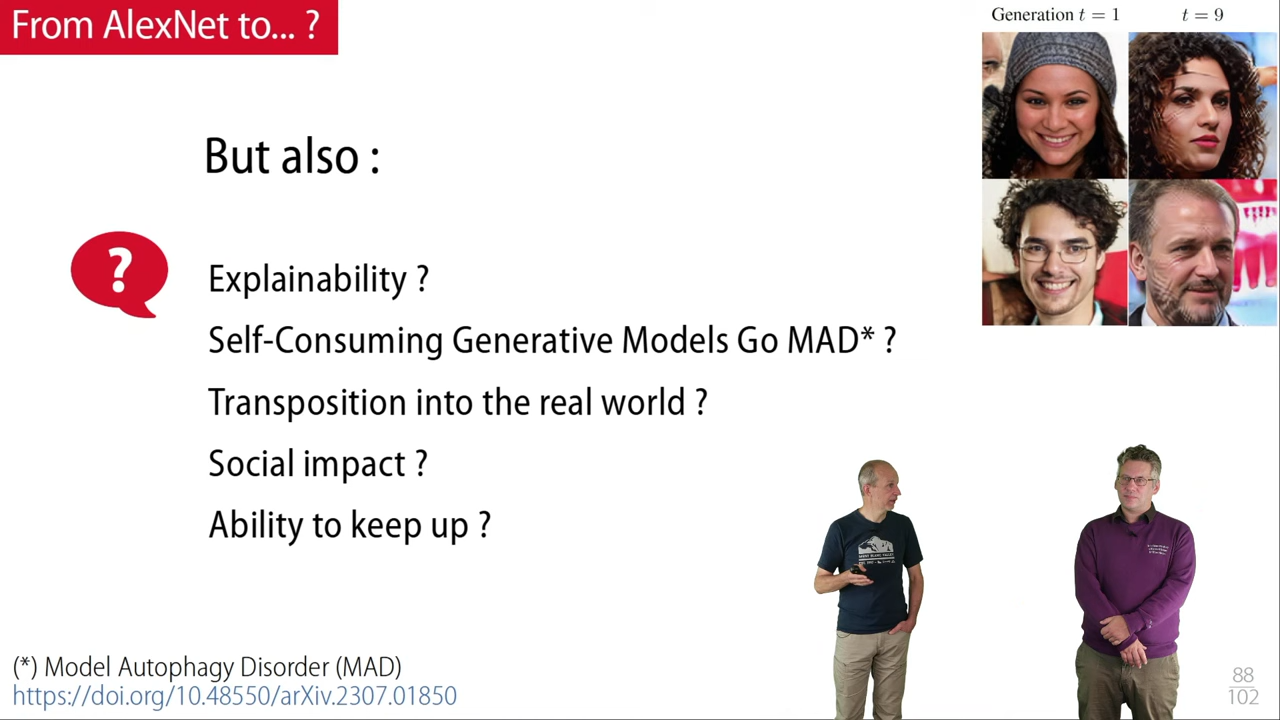 From AlexNet to... ?
Generation t = 1 t = 9
But also :
?
Explainability ?
Self-Consuming Generative Models Go MAD* ?
Transposition into the real world ?
Social impact ?
Ability to keep up ?
(*) Model Autophagy Disorder (MAD)
https://doi.org/10.48550/arXiv.2307.01850
88
102